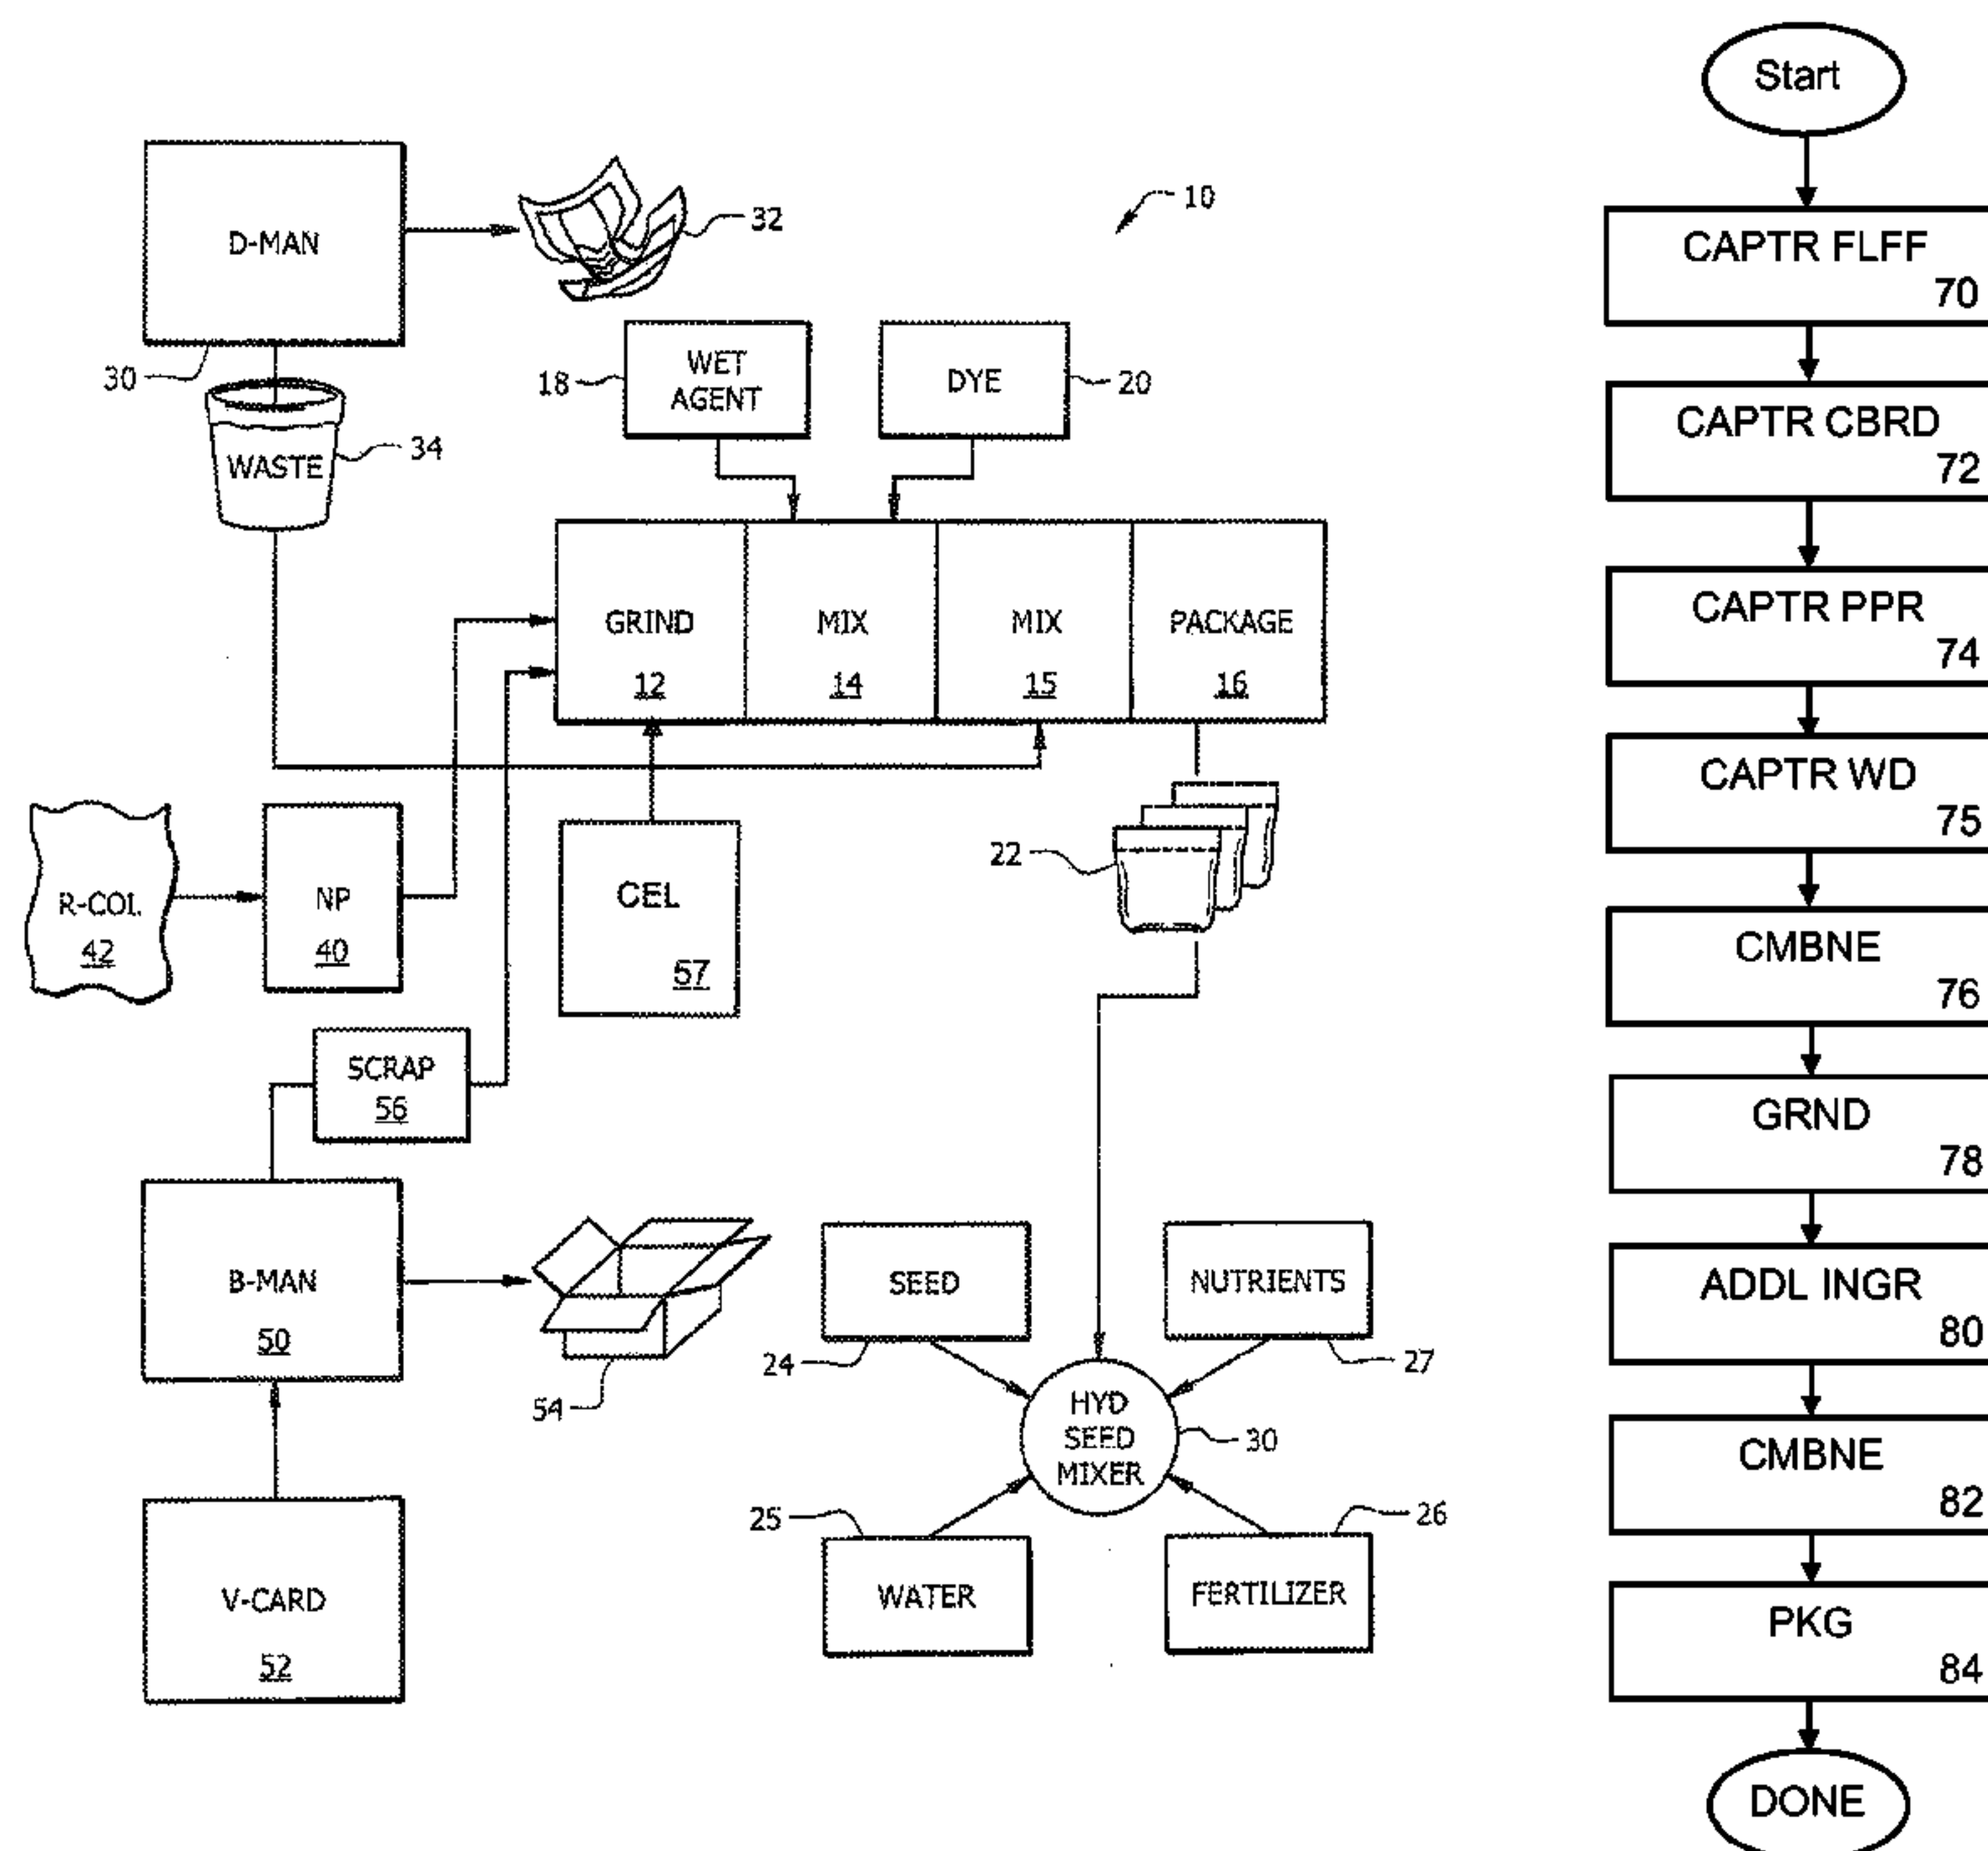 D-MAN
30
32
10
WASTE
34
WET
AGENT
18
DYE
20
GRIND
12
MIX
14
MIX
15
PACKAGE
16
R-COL
42
NP
40
CEL
57
22
SCRAP
56
B-MAN
50
54
V-CARD
52
SEED
24
NUTRIENTS
27
HYD
SEED
MIXER
30
25
WATER
26
FERTILIZER
Start
CAPTR FLFF
70
CAPTR CBRD
72
CAPTR PPR
74
CAPTR WD
75
CMBNE
76
GRND
78
ADDL INGR
80
CMBNE
82
PKG
84
DONE